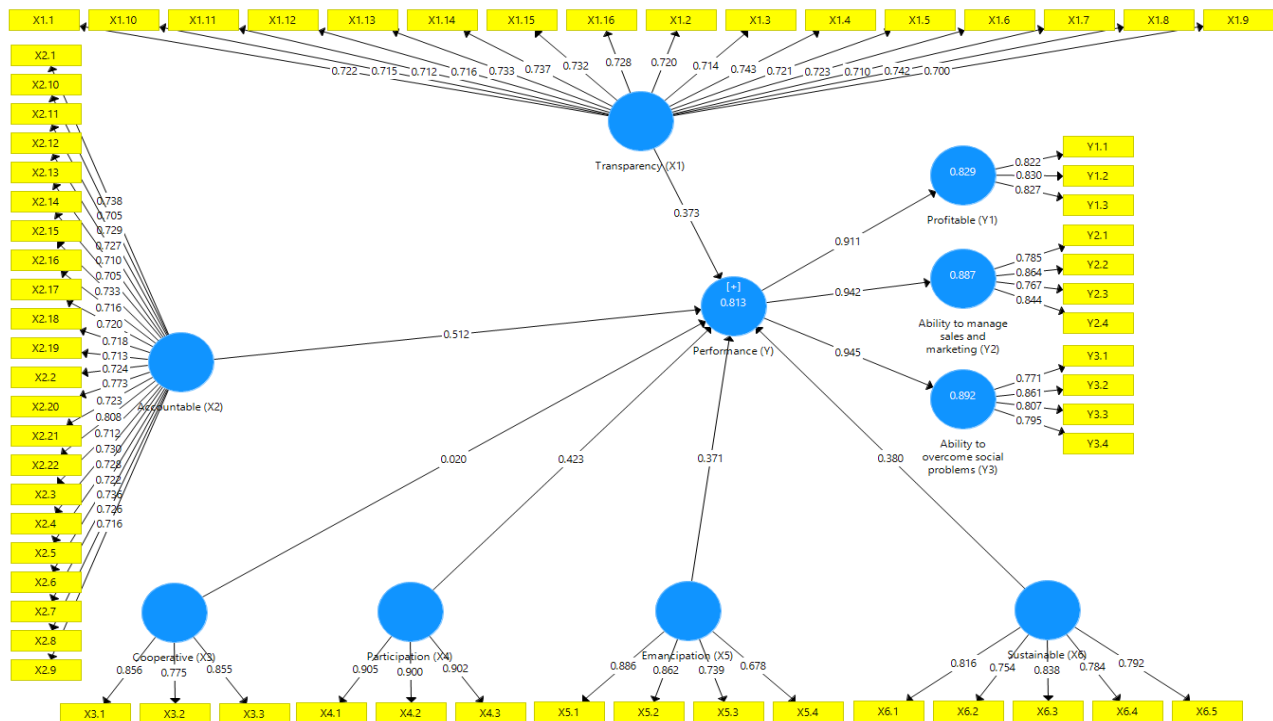 X1.1 X1.10 X1.11 X1.12 X1.13 X1.14 X1.15 X1.16 X1.2 X1.3 X1.4 X1.5 X1.6 X1.7 X1.8 X1.9
0.722 0.715 0.712 0.716 0.733 0.737 0.732 0.728 0.720 0.714 0.743 0.721 0.723 0.710 0.742 0.700
Transparency (X1)
0.373
X2.1
X2.10
X2.11
X2.12
X2.13
X2.14
X2.15
X2.16
X2.17
X2.18
X2.19
X2.2
X2.20
X2.21
X2.22
X2.3
X2.4
X2.5
X2.6
X2.7
X2.8
X2.9
0.738
0.705
0.729
0.727
0.710
0.705
0.733
0.716
0.720
0.718
0.713
0.724
0.773
0.723
0.808
0.712
0.730
0.728
0.722
0.736
0.726
0.716
Accountable (X2)
0.512
[+]
0.813
Performance (Y)
0.911
0.942
0.945
0.829
Profitable (Y1)
0.822
0.830
0.827
Y1.1
Y1.2
Y1.3
0.887
Ability to manage
sales and
marketing (Y2)
0.785
0.864
0.767
0.844
Y2.1
Y2.2
Y2.3
Y2.4
0.892
Ability to
overcome social
problems (Y3)
0.771
0.861
0.807
0.795
Y3.1
Y3.2
Y3.3
Y3.4
0.020 0.423 0.371 0.380
Cooperative (X3)
0.856 0.775 0.855
X3.1 X3.2 X3.3
Participation (X4)
0.905 0.900 0.902
X4.1 X4.2 X4.3
Emancipation (X5)
0.886 0.862 0.739 0.678
X5.1 X5.2 X5.3 X5.4
Sustainable (X6)
0.816 0.754 0.838 0.784 0.792
X6.1 X6.2 X6.3 X6.4 X6.5